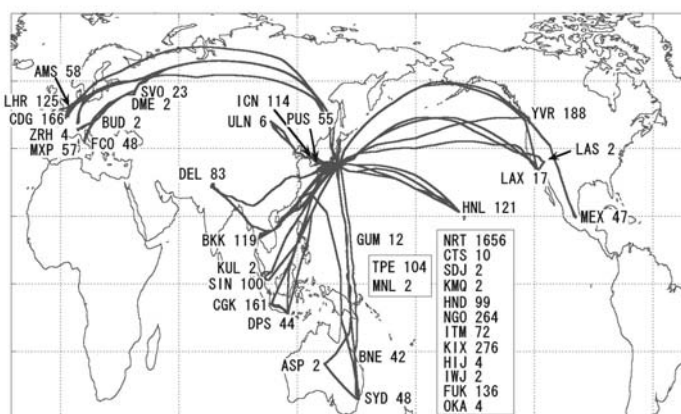 AMS 58
LHR 125
CDG 166
SVO 23
DME 2
ZRH 4
BUD 2
MXP 57
FCO 48
ICN 114
PUS 55
ULN 6
DEL 83
BKK 119
KUL 2
SIN 100
CGK 161
DPS 44
GUM 12
TPE 104
MNL 2
ASP 2
BNE 42
SYD 48
YVR 188
LAS 2
LAX 17
HNL 121
MEX 47
NRT 1656
CTS 10
SDJ 2
KMQ 2
HND 99
NGO 264
ITM 72
KIX 276
HIJ 4
IWJ 2
FUK 136
OKA 4